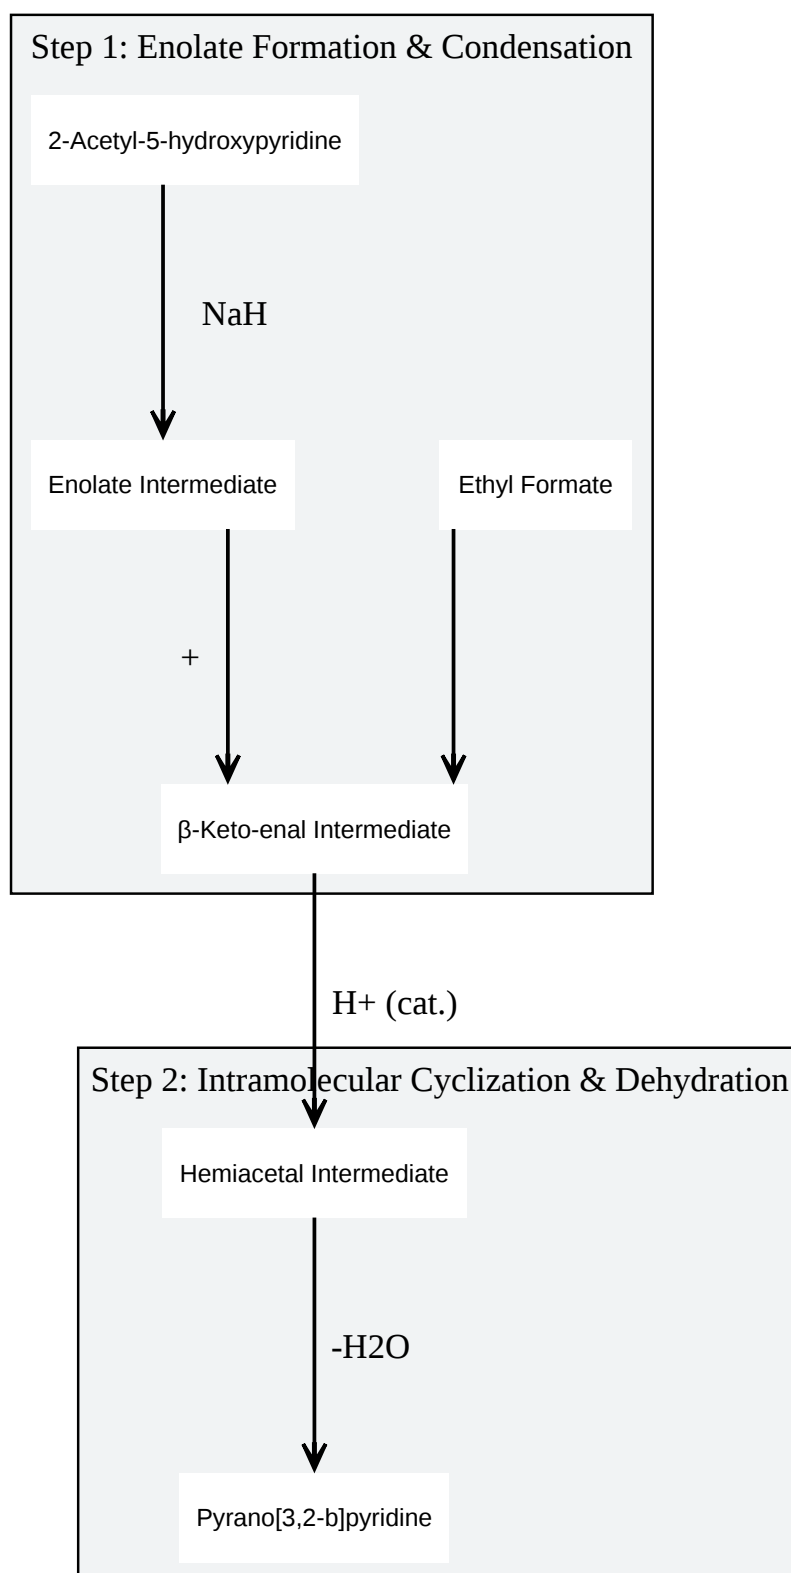 Step 1: Enolate Formation & Condensation
2-Acetyl-5-hydroxypyridine
NaH
Enolate Intermediate
Ethyl Formate
+
β-Keto-enal Intermediate
H+ (cat.)
Step 2: Intramolecular Cyclization & Dehydration
Hemiacetal Intermediate
-H2O
Pyrano[3,2-b]pyridine